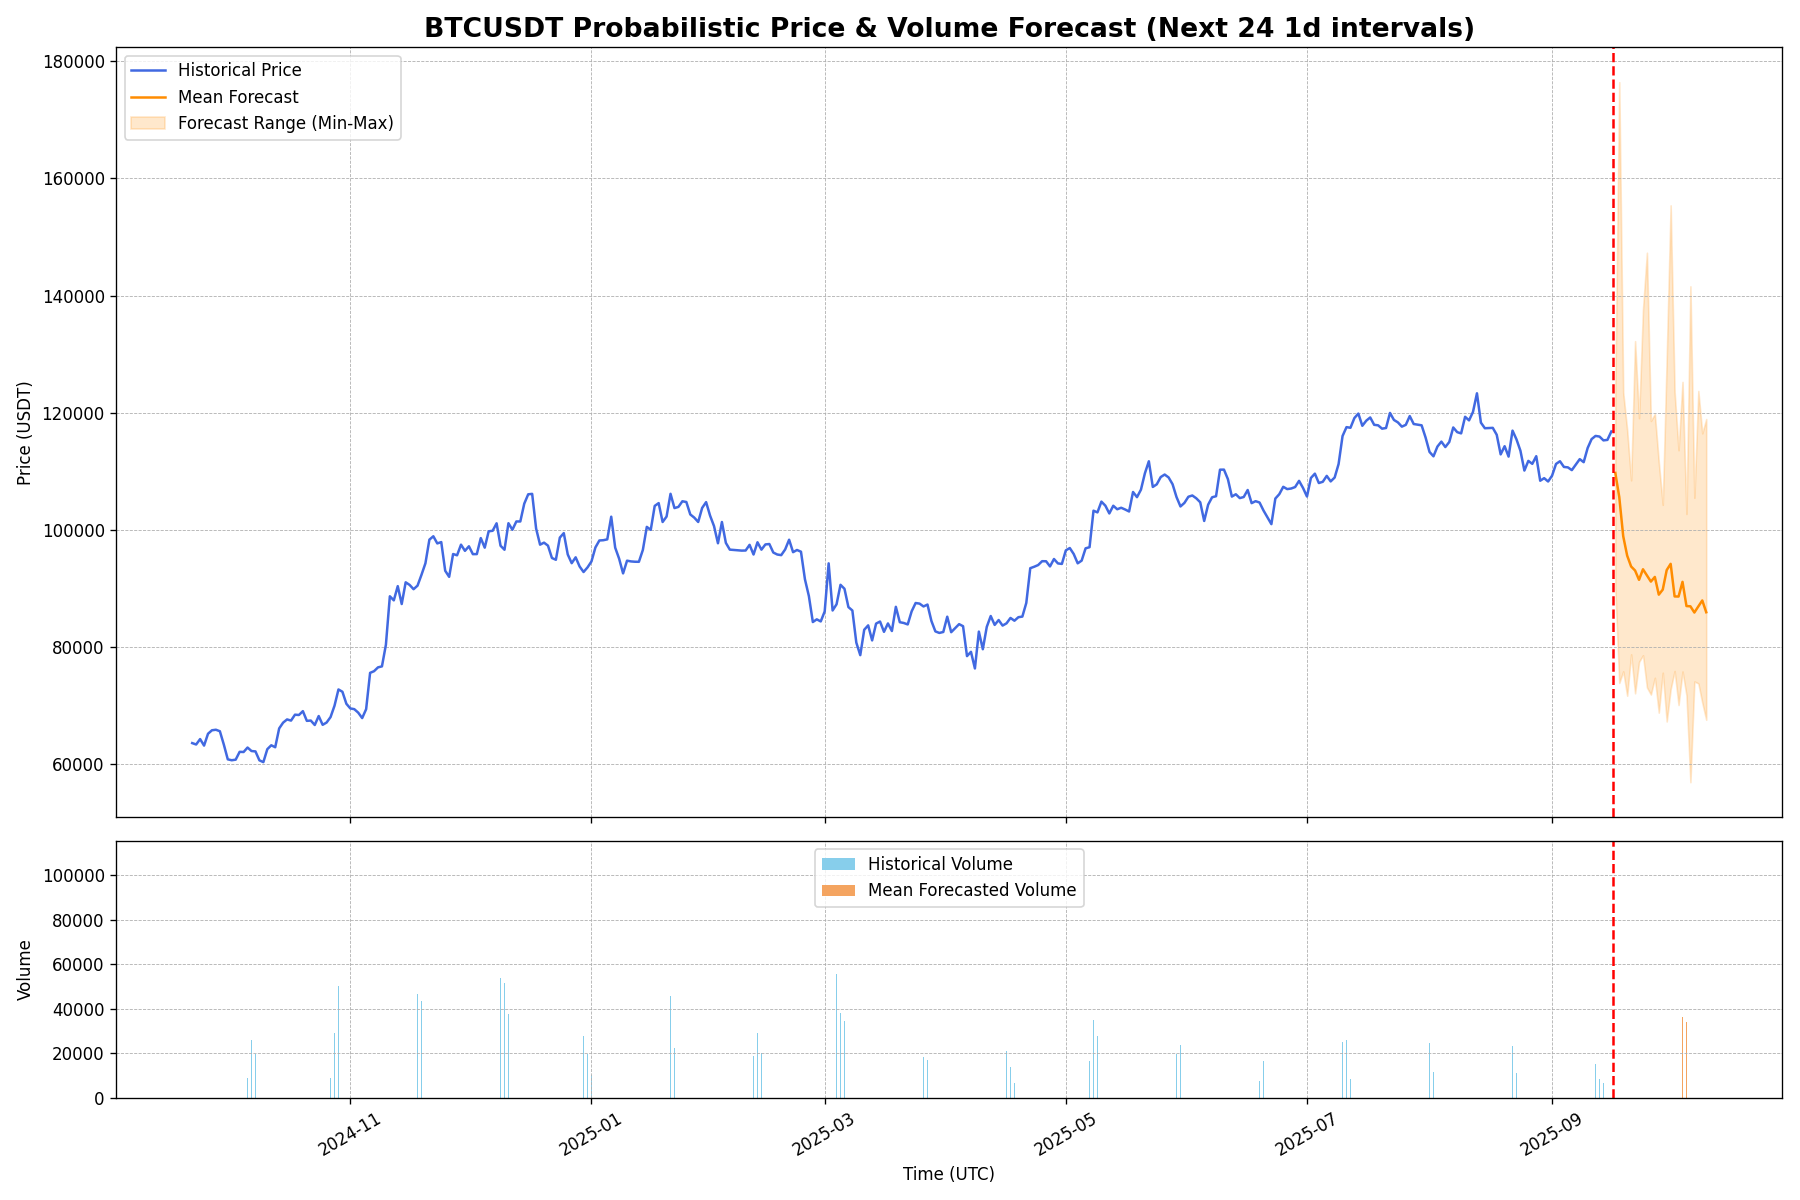 BTCUSDT Probabilistic Price & Volume Forecast (Next 24 1d intervals)
Historical Price
Mean Forecast
Forecast Range (Min-Max)
Price (USDT)
180000
160000
140000
120000
100000
80000
60000
Historical Volume
Mean Forecasted Volume
Volume
100000
80000
60000
40000
20000
0
2024-11
2025-01
2025-03
2025-05
2025-07
2025-09
Time (UTC)